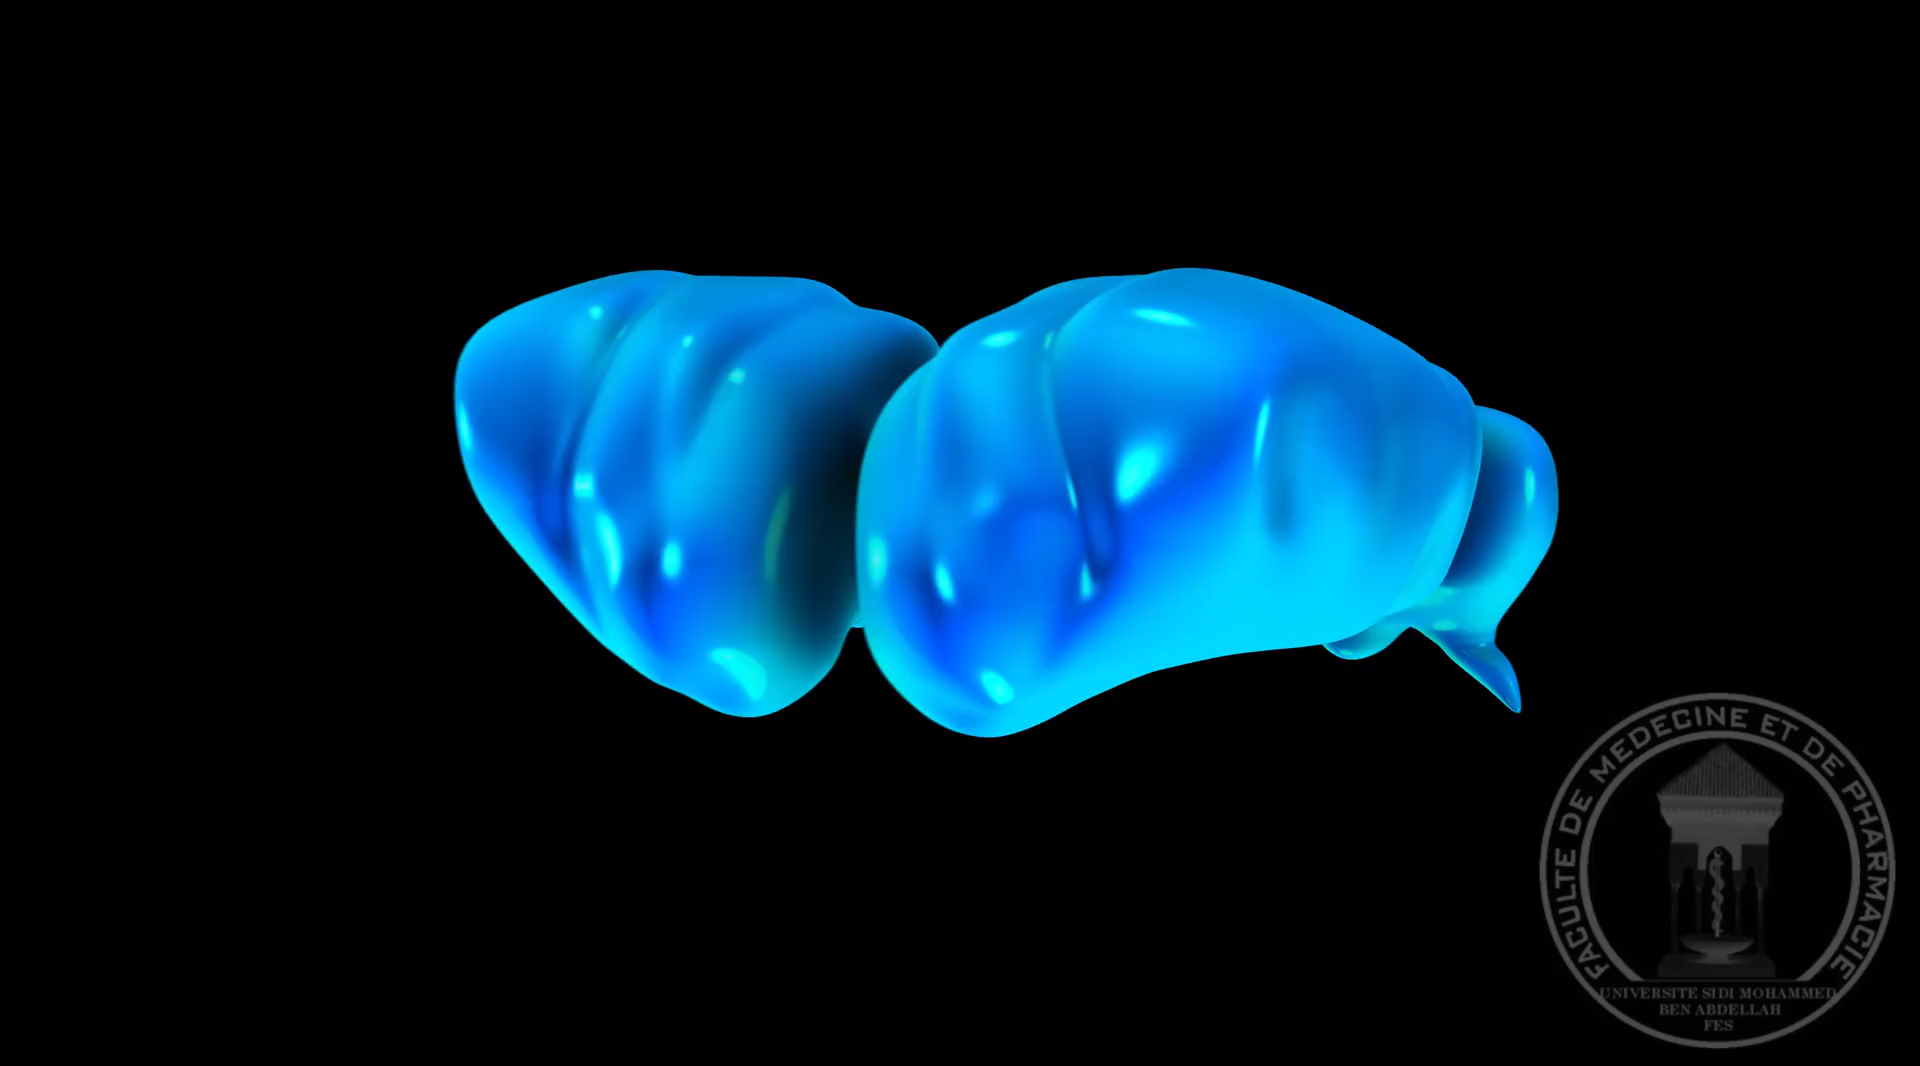 FACULTE DE MEDECINE ET DE PHARMACIE
UNIVERSITE SIDI MOHAMMED
BEN ABDELLAH
FES